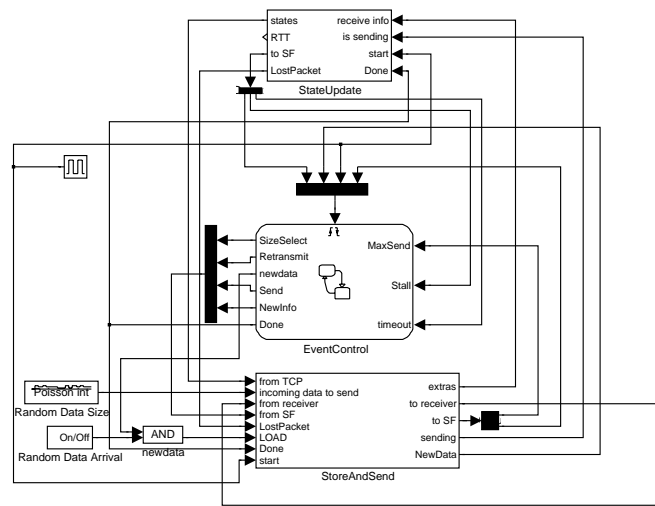 states receive info
RTT is sending
to SF start
LostPacket Done
StateUpdate
SizeSelect MaxSend
Retransmit
newdata
Send Stall
NewInfo
Done timeout
EventControl
from TCP extras
Poisson Int incoming data to send
Random Data Size from receiver to receiver
from SF to SF
LostPacket
On/Off AND LOAD sending
Random Data Arrival newdata Done NewData
start
StoreAndSend